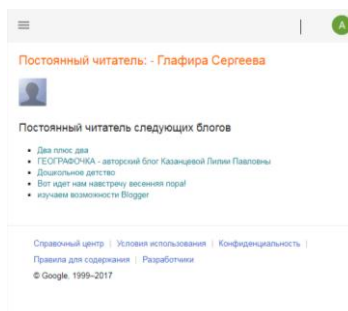 A
Постоянный читатель: - Глафира Сергеева
Постоянный читатель следующих блогов
Два плюс два
ГЕОГРАФОЧКА - авторский блог Казанцевой Лилии Павловны
Дошкольное детство
Вот идет нам навстречу весенняя пора!
изучаем возможности Blogger
Справочный центр | Условия использования | Конфиденциальность |
Правила для содержания | Разработчики
© Google, 1999–2017